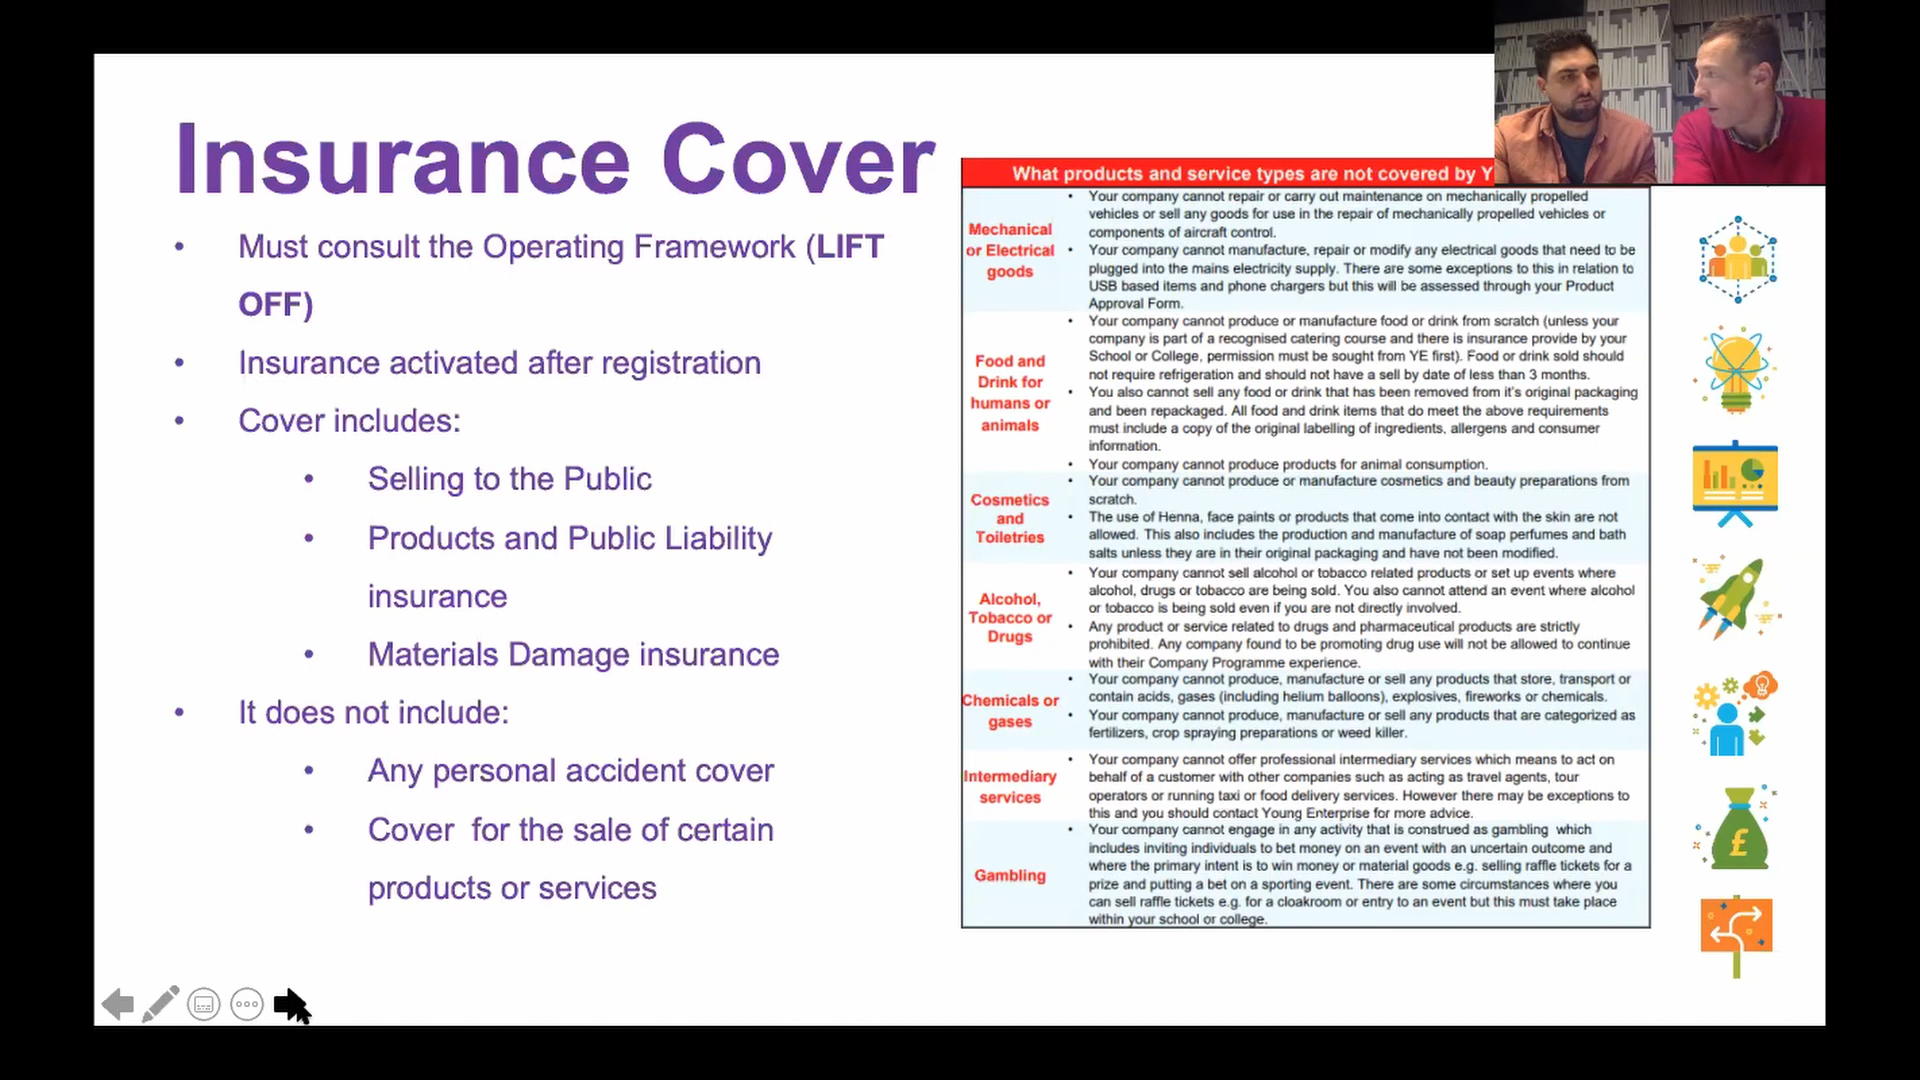 Insurance Cover
• Must consult the Operating Framework (LIFT
OFF)
• Insurance activated after registration
• Cover includes:
• Selling to the Public
• Products and Public Liability
insurance
• Materials Damage insurance
• It does not include:
• Any personal accident cover
• Cover for the sale of certain
products or services
What products and service types are not covered by Y
Mechanical
or Electrical
goods
• Your company cannot repair or carry out maintenance on mechanically propelled
vehicles or sell any goods for use in the repair of mechanically propelled vehicles or
components of aircraft control.
• Your company cannot manufacture, repair or modify any electrical goods that need to be
plugged into the mains electricity supply. There are some exceptions to this in relation to
USB based items and phone chargers but this will be assessed through your Product
Approval Form.
Food and
Drink for
humans or
animals
• Your company cannot produce or manufacture food or drink from scratch (unless your
company is part of a recognised catering course and there is insurance provide by your
School or College, permission must be sought from YE first). Food or drink sold should
not require refrigeration and should not have a sell by date of less than 3 months.
• You also cannot sell any food or drink that has been removed from it's original packaging
and been repackaged. All food and drink items that do meet the above requirements
must include a copy of the original labelling of ingredients, allergens and consumer
information.
• Your company cannot produce products for animal consumption.
Cosmetics
and
Toiletries
• Your company cannot produce or manufacture cosmetics and beauty preparations from
scratch.
• The use of Henna, face paints or products that come into contact with the skin are not
allowed. This also includes the production and manufacture of soap perfumes and bath
salts unless they are in their original packaging and have not been modified.
Alcohol,
Tobacco or
Drugs
• Your company cannot sell alcohol or tobacco related products or set up events where
alcohol, drugs or tobacco are being sold. You also cannot attend an event where alcohol
or tobacco is being sold even if you are not directly involved.
• Any product or service related to drugs and pharmaceutical products are strictly
prohibited. Any company found to be promoting drug use will not be allowed to continue
with their Company Programme experience.
Chemicals or
gases
• Your company cannot produce, manufacture or sell any products that store, transport or
contain acids, gases (including helium balloons), explosives, fireworks or chemicals.
• Your company cannot produce, manufacture or sell any products that are categorized as
fertilizers, crop spraying preparations or weed killer.
Intermediary
services
• Your company cannot offer professional intermediary services which means to act on
behalf of a customer with other companies such as acting as travel agents, tour
operators or running taxi or food delivery services. However there may be exceptions to
this and you should contact Young Enterprise for more advice.
Gambling
• Your company cannot engage in any activity that is construed as gambling which
includes inviting individuals to bet money on an event with an uncertain outcome and
where the primary intent is to win money or material goods e.g. selling raffle tickets for a
prize and putting a bet on a sporting event. There are some circumstances where you
can sell raffle tickets e.g. for a cloakroom or entry to an event but this must take place
within your school or college.
£